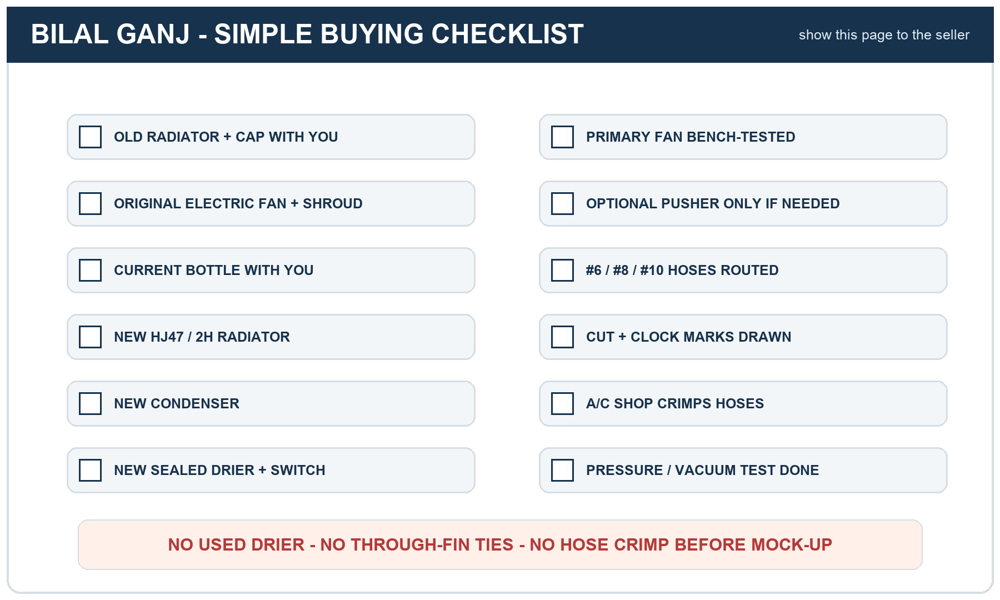 BILAL GANJ - SIMPLE BUYING CHECKLIST
show this page to the seller
OLD RADIATOR + CAP WITH YOU
ORIGINAL ELECTRIC FAN + SHROUD
CURRENT BOTTLE WITH YOU
NEW HJ47 / 2H RADIATOR
NEW CONDENSER
NEW SEALED DRIER + SWITCH
PRIMARY FAN BENCH-TESTED
OPTIONAL PUSHER ONLY IF NEEDED
#6 / #8 / #10 HOSES ROUTED
CUT + CLOCK MARKS DRAWN
A/C SHOP CRIMPS HOSES
PRESSURE / VACUUM TEST DONE
NO USED DRIER - NO THROUGH-FIN TIES - NO HOSE CRIMP BEFORE MOCK-UP